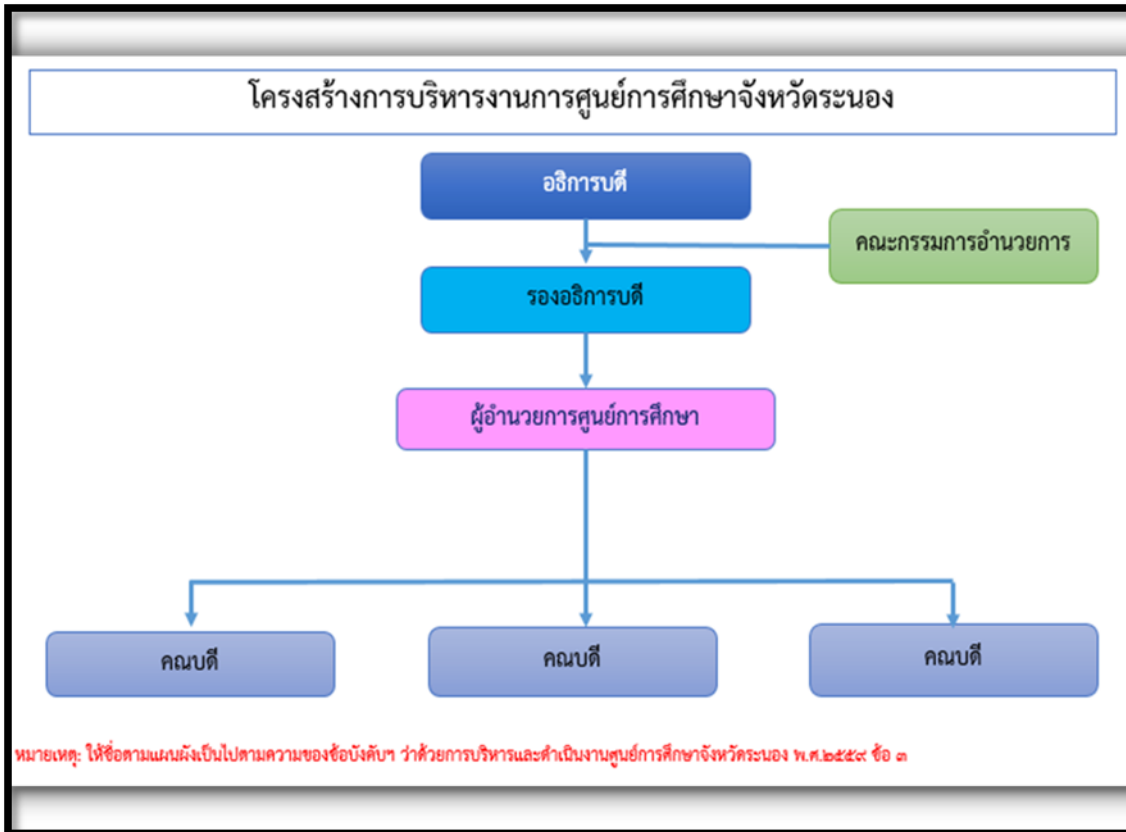 โครงสร้างการบริหารงานการศูนย์การศึกษาจังหวัดระนอง
อธิการบดี
คณะกรรมการอำนวยการ
รองอธิการบดี
ผู้อำนวยการศูนย์การศึกษา
คณบดี
คณบดี
คณบดี
หมายเหตุ: ให้ชื่อตามแผนผังเป็นไปตามความของข้อบังคับฯ ว่าด้วยการบริหารและดำเนินงานศูนย์การศึกษาจังหวัดระนอง พ.ศ.๒๕๕๙ ข้อ ๓